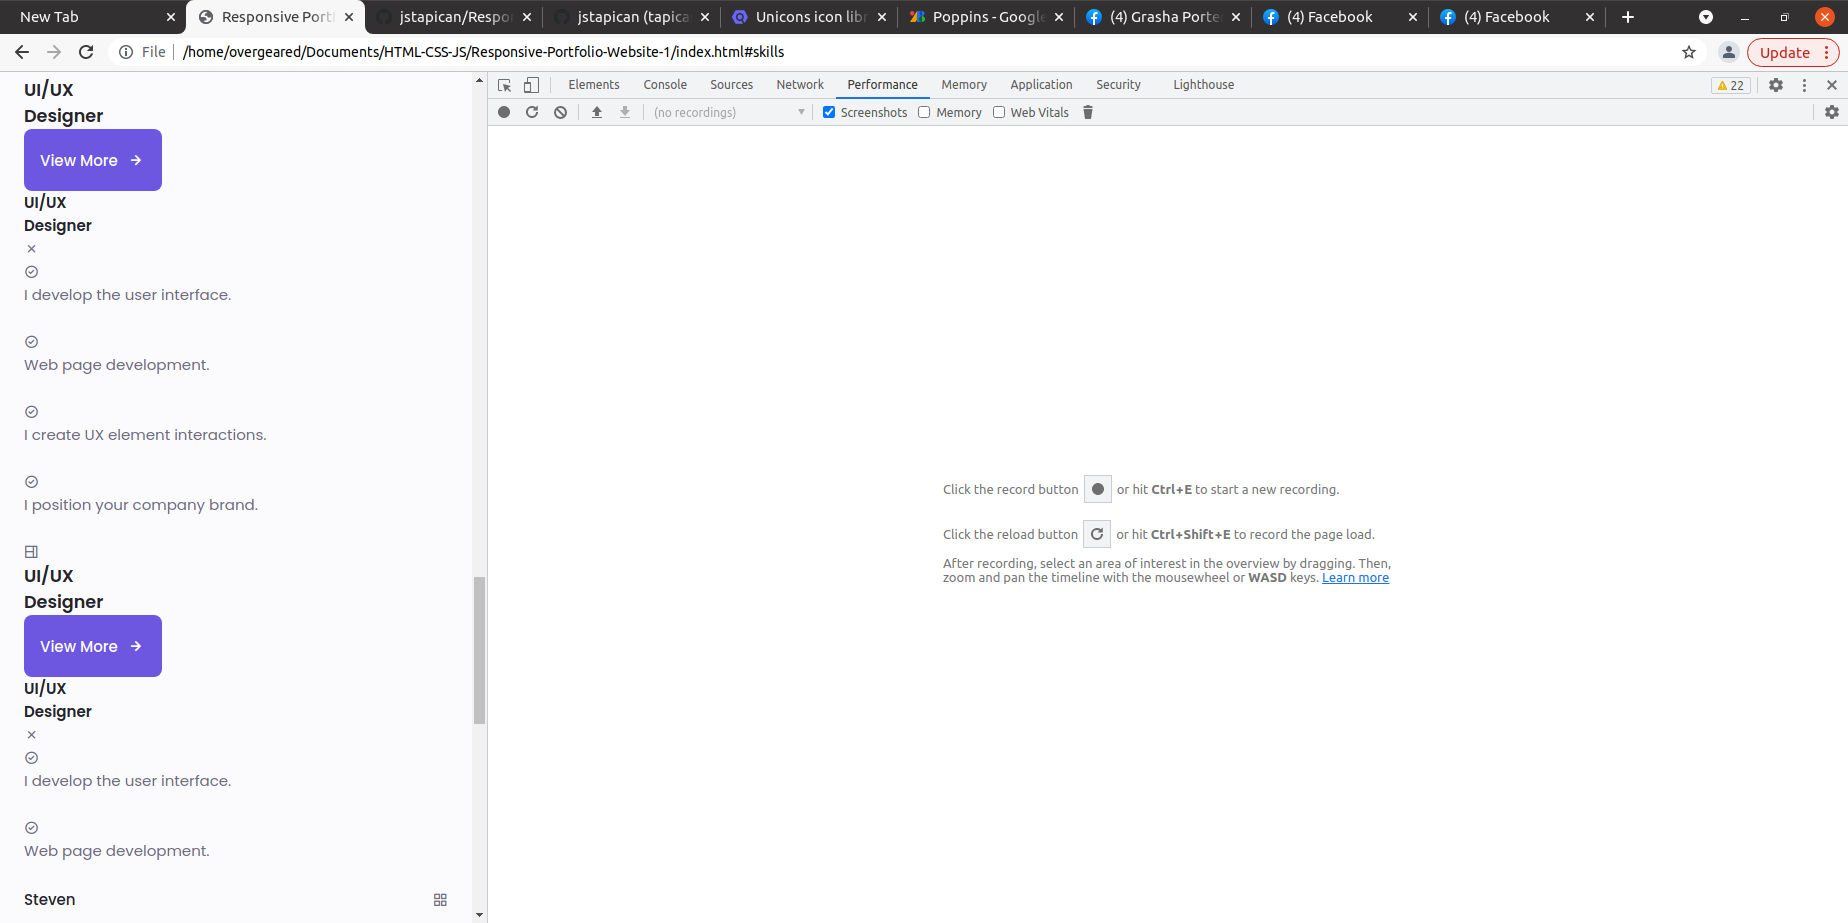 New Tab
Responsive Portf
jstapican/Respo
jstapican (tapica
Unicons icon libr
Poppins - Google
(4) Grasha Porte
(4) Facebook
(4) Facebook
File
/home/overgeared/Documents/HTML-CSS-JS/Responsive-Portfolio-Website-1/index.html#skills
Update
UI/UX
Designer
View More
UI/UX
Designer
I develop the user interface.
Web page development.
I create UX element interactions.
I position your company brand.
UI/UX
Designer
View More
UI/UX
Designer
I develop the user interface.
Web page development.
Steven
Elements
Console
Sources
Network
Performance
Memory
Application
Security
Lighthouse
22
(no recordings)
Screenshots
Memory
Web Vitals
Click the record button or hit Ctrl+E to start a new recording.
Click the reload button or hit Ctrl+Shift+E to record the page load.
After recording, select an area of interest in the overview by dragging. Then,
zoom and pan the timeline with the mousewheel or WASD keys. Learn more